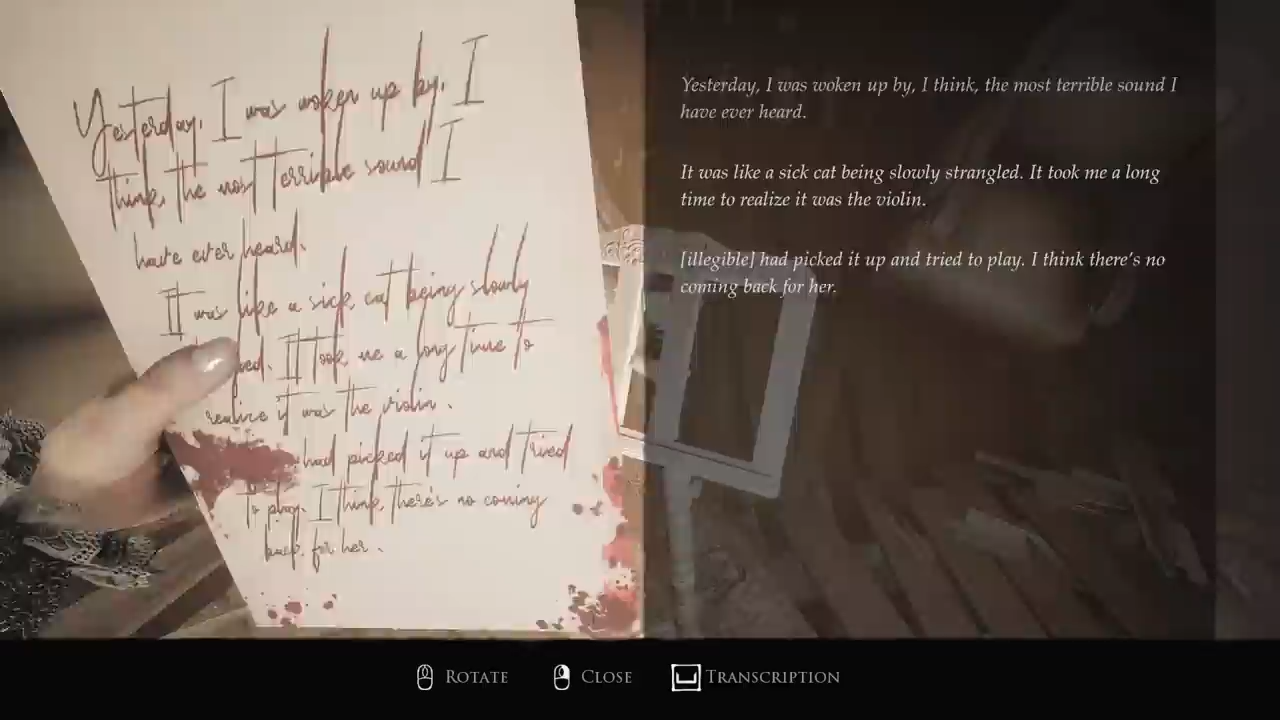 Yesterday, I was woken up by, I
think, the most terrible sound I
have ever heard.
It was like a sick cat being slowly
gled. It took me a long time to
realize it was the violin.
had picked it up and tried
to play. I think there's no coming
back for her.
Yesterday, I was woken up by, I think, the most terrible sound I
have ever heard.
It was like a sick cat being slowly strangled. It took me a long
time to realize it was the violin.
[illegible] had picked it up and tried to play. I think there's no
coming back for her.
ROTATE CLOSE TRANSCRIPTION